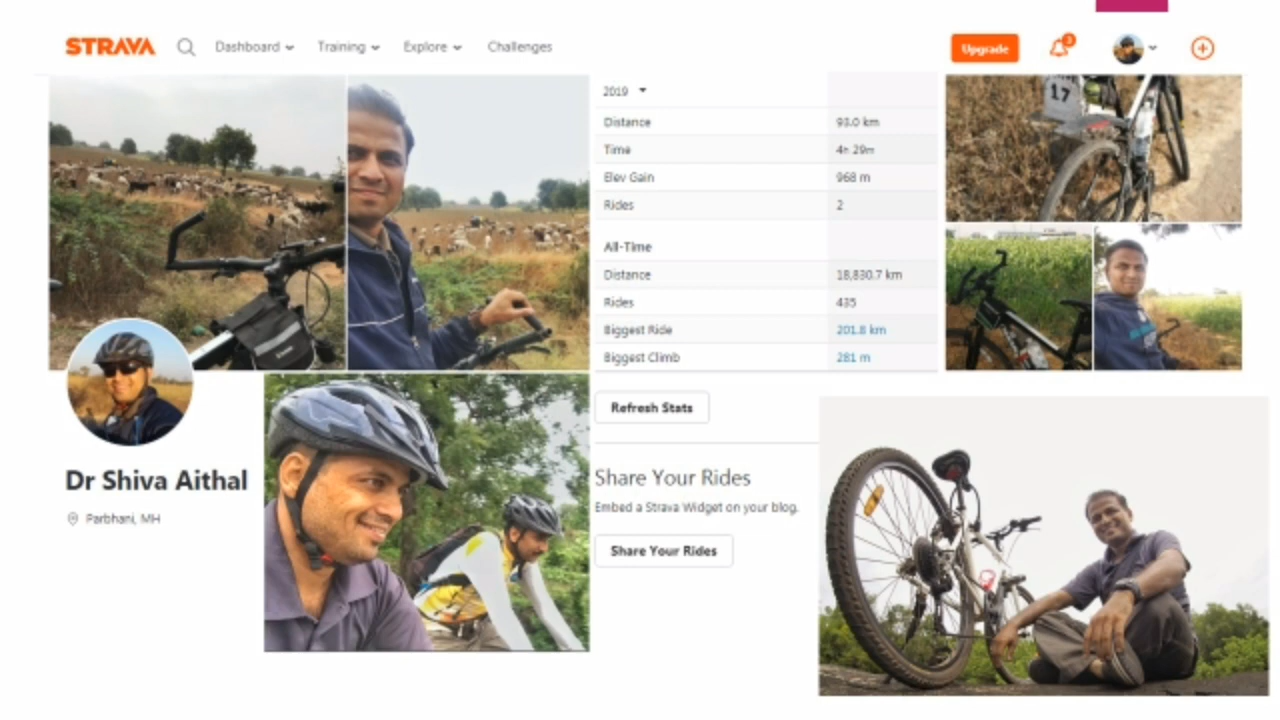 STRAVA Dashboard Training Explore Challenges Upgrade 3
2019
Distance 93.0 km
Time 4h 29m
Elev Gain 968 m
Rides 2
All-Time
Distance 18,830.7 km
Rides 435
Biggest Ride 201.8 km
Biggest Climb 281 m
Refresh Stats
Share Your Rides
Embed a Strava Widget on your blog.
Share Your Rides
Dr Shiva Aithal
Parbhani, MH
17